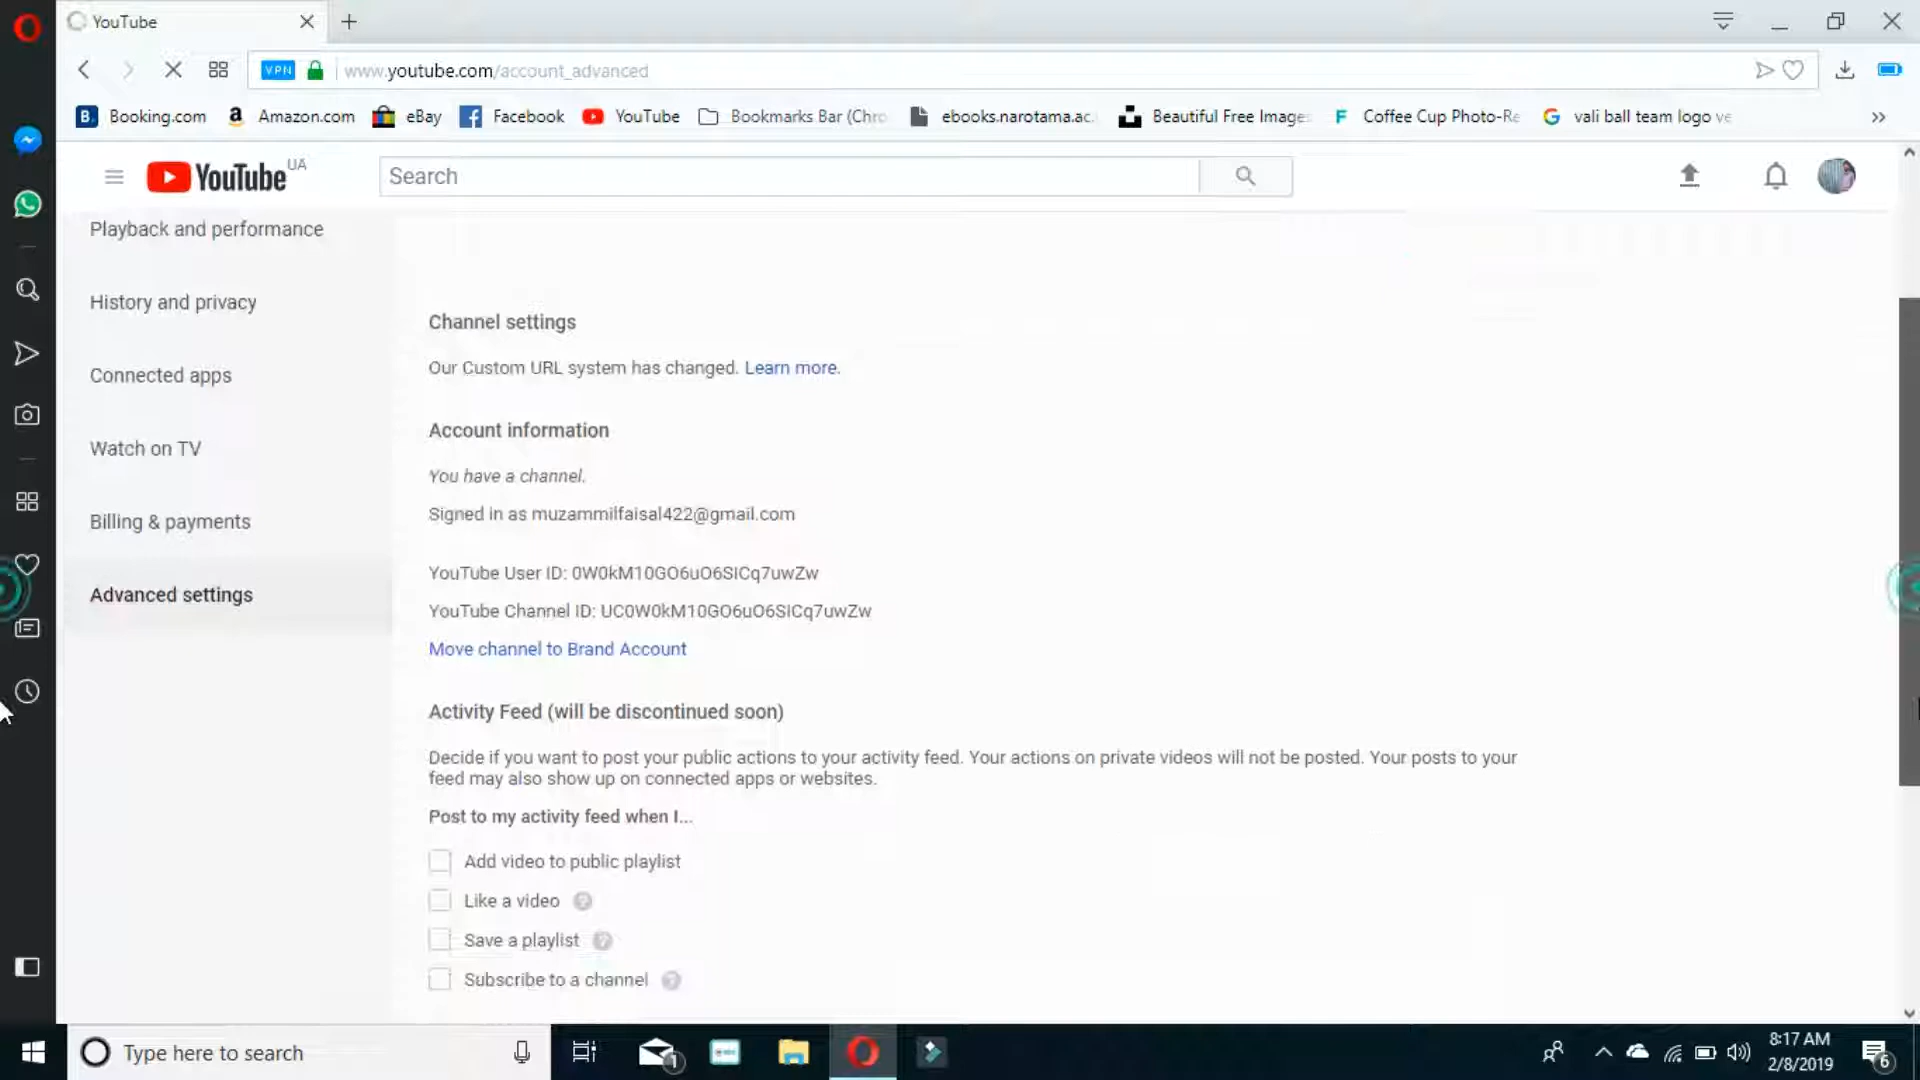 YouTube
VPN
www.youtube.com/account_advanced
B. Booking.com
a Amazon.com
eBay
Facebook
YouTube
Bookmarks Bar (Chro
ebooks.narotama.ac.
Beautiful Free Image
F Coffee Cup Photo-Re
vali ball team logo ve
YouTube UA
Search
Playback and performance
History and privacy
Connected apps
Watch on TV
Billing & payments
Advanced settings
Channel settings
Our Custom URL system has changed. Learn more.
Account information
You have a channel.
Signed in as muzammilfaisal422@gmail.com
YouTube User ID: 0W0kM10GO6uO6SICq7uwZw
YouTube Channel ID: UC0W0kM10GO6uO6SICq7uwZw
Move channel to Brand Account
Activity Feed (will be discontinued soon)
Decide if you want to post your public actions to your activity feed. Your actions on private videos will not be posted. Your posts to your
feed may also show up on connected apps or websites.
Post to my activity feed when I...
Add video to public playlist
Like a video ?
Save a playlist ?
Subscribe to a channel ?
Type here to search
1
8:17 AM
2/8/2019
6